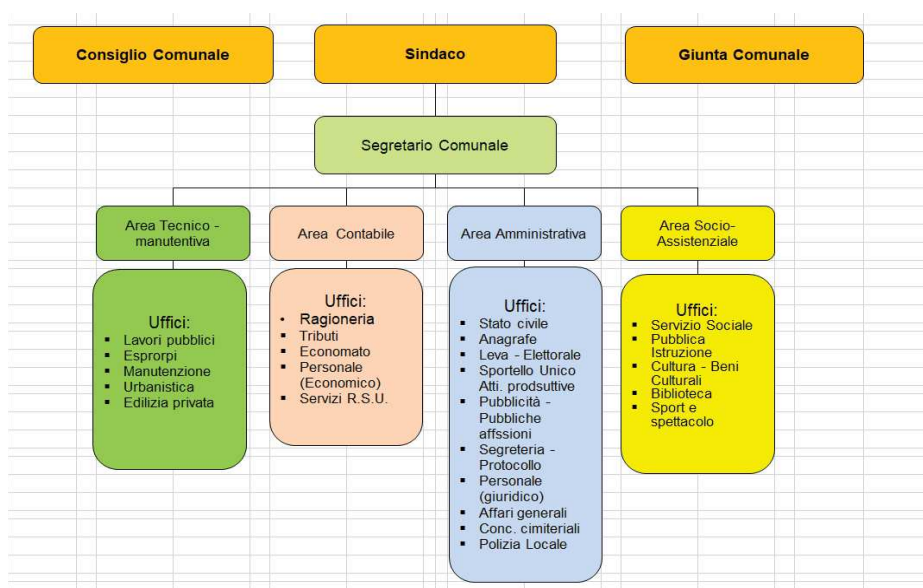 Consiglio Comunale
Sindaco
Giunta Comunale
Segretario Comunale
Area Tecnico -
manutentiva
Area Contabile
Area Amministrativa
Area Socio-
Assistenziale
Uffici:
▪ Lavori pubblici
▪ Esprorpi
▪ Manutenzione
▪ Urbanistica
▪ Edilizia privata
Uffici:
• Ragioneria
▪ Tributi
▪ Economato
▪ Personale
(Economico)
▪ Servizi R.S.U.
Uffici:
▪ Stato civile
▪ Anagrafe
▪ Leva - Elettorale
▪ Sportello Unico
Atti. prodsuttive
▪ Pubblicità -
Pubbliche
affssioni
▪ Segreteria -
Protocollo
▪ Personale
(giuridico)
▪ Affari generali
▪ Conc. cimiteriali
▪ Polizia Locale
Uffici:
▪ Servizio Sociale
▪ Pubblica
Istruzione
▪ Cultura - Beni
Culturali
▪ Biblioteca
▪ Sport e
spettacolo